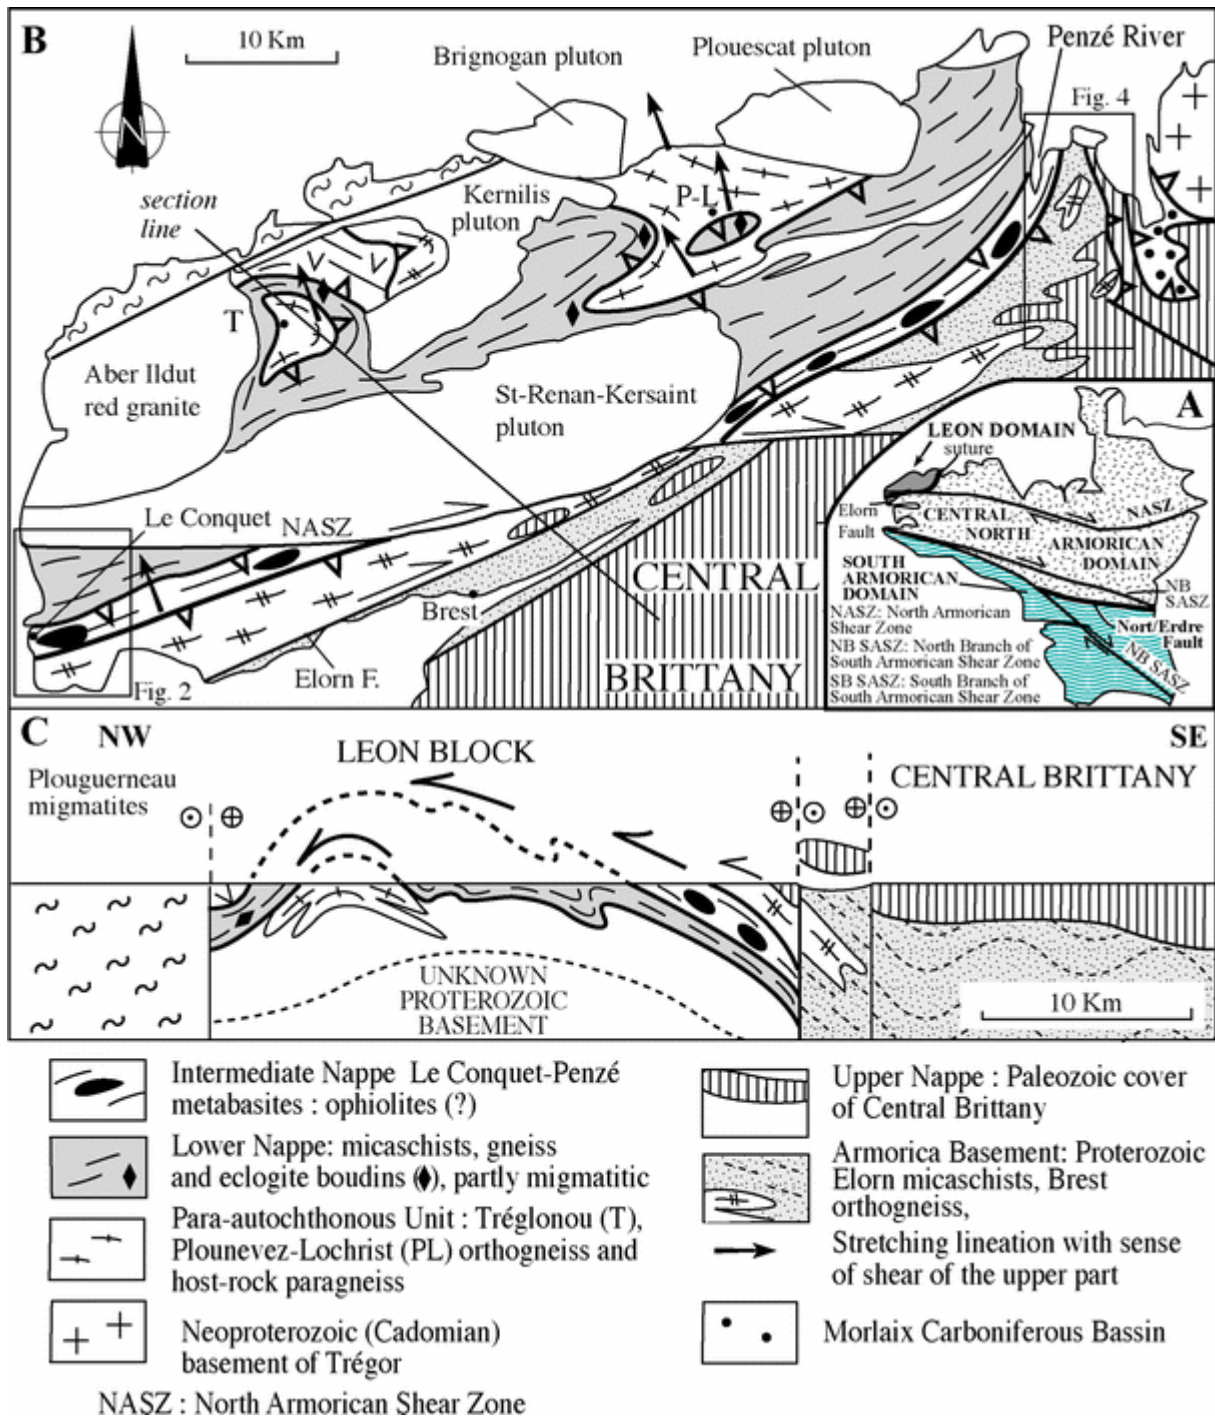 B
10 Km
Brignogan pluton
Plouescat pluton
Penzé River
Fig. 4
N
section
line
Kernilis
pluton
P-L
T
Aber Ildut
red granite
St-Renan-Kersaint
pluton
Le Conquet
NASZ
Brest
Elorn F.
Fig. 2
CENTRAL
BRITTANY
A
LEON DOMAIN
suture
Elorn
Fault
CENTRAL
NORTH
ARMORICAN
DOMAIN
NASZ
SOUTH
ARMORICAN
DOMAIN
NB
SASZ
NASZ: North Armorican
Shear Zone
NB SASZ: North Branch of
South Armorican Shear Zone
SB SASZ: South Branch of
South Armorican Shear Zone
Nort/Erdre
Fault
NB SASZ
C
NW
SE
LEON BLOCK
CENTRAL BRITTANY
Plouguerneau
migmatites
UNKNOWN
PROTEROZOIC
BASEMENT
10 Km
Intermediate Nappe Le Conquet-Penzé
metabasites : ophiolites (?)
Lower Nappe: micaschists, gneiss
and eclogite boudins (♦), partly migmatitic
Para-autochthonous Unit : Tréglonou (T),
Plounevez-Lochrist (PL) orthogneiss and
host-rock paragneiss
Neoproterozoic (Cadomian)
basement of Trégor
NASZ : North Armorican Shear Zone
Upper Nappe : Paleozoic cover
of Central Brittany
Armorica Basement: Proterozoic
Elorn micaschists, Brest
orthogneiss,
Stretching lineation with sense
of shear of the upper part
Morlaix Carboniferous Bassin